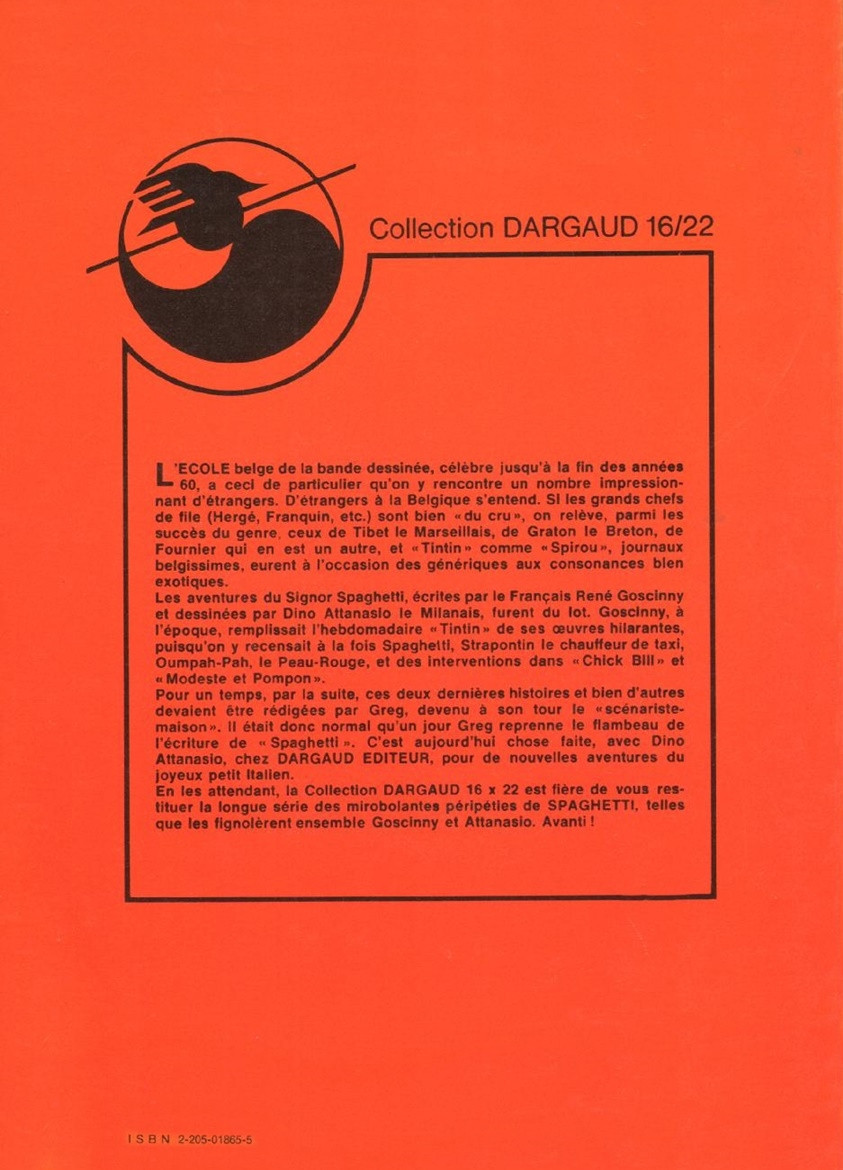 Collection DARGAUD 16/22
L'ECOLE belge de la bande dessinée, célèbre jusqu'à la fin des années
60, a ceci de particulier qu'on y rencontre un nombre impression-
nant d'étrangers. D'étrangers à la Belgique s'entend. Si les grands chefs
de file (Hergé, Franquin, etc.) sont bien «du cru», on relève, parmi les
succès du genre, ceux de Tibet le Marseillais, de Graton le Breton, de
Fournier qui en est un autre, et «Tintin» comme «Spirou», journaux
belgissimes, eurent à l'occasion des génériques aux consonances bien
exotiques.
Les aventures du Signor Spaghetti, écrites par le Français René Goscinny
et dessinées par Dino Attanasio le Milanais, furent du lot. Goscinny, à
l'époque, remplissait l'hebdomadaire «Tintin» de ses œuvres hilarantes,
puisqu'on y recensait à la fois Spaghetti, Strapontin le chauffeur de taxi,
Oumpah-Pah, le Peau-Rouge, et des interventions dans «Chick Bill» et
«Modeste et Pompon».
Pour un temps, par la suite, ces deux dernières histoires et bien d'autres
devaient être rédigées par Greg, devenu à son tour le «scénariste-
maison». Il était donc normal qu'un jour Greg reprenne le flambeau de
l'écriture de «Spaghetti». C'est aujourd'hui chose faite, avec Dino
Attanasio, chez DARGAUD EDITEUR, pour de nouvelles aventures du
joyeux petit Italien.
En les attendant, la Collection DARGAUD 16 x 22 est fière de vous res-
tituer la longue série des mirobolantes péripéties de SPAGHETTI, telles
que les fignolèrent ensemble Goscinny et Attanasio. Avanti !
ISBN 2-205-01865-5